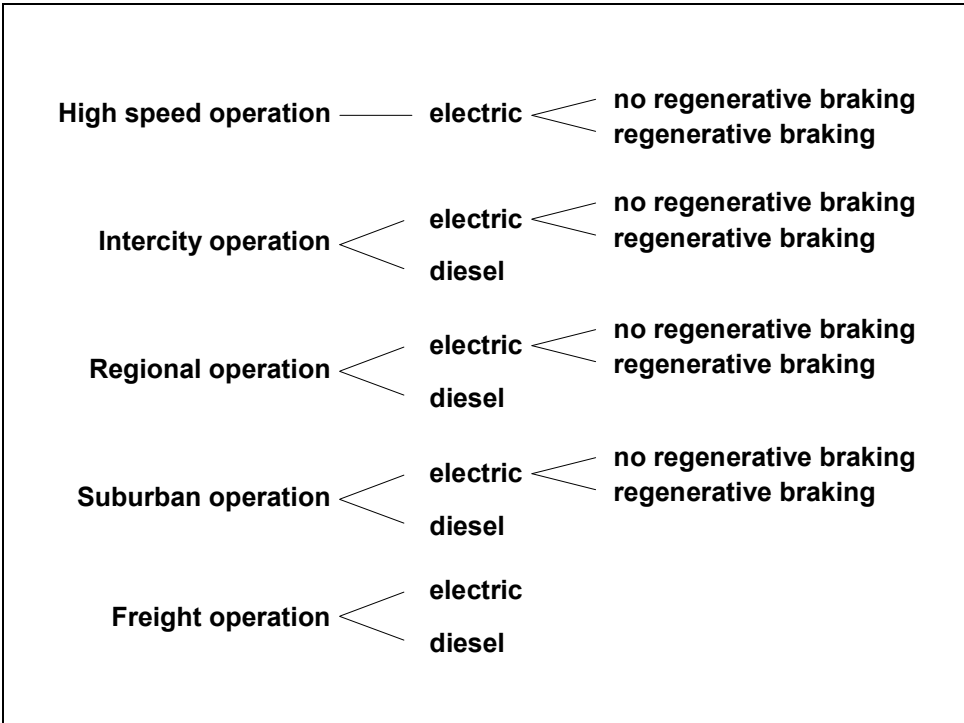 High speed operation electric no regenerative braking
regenerative braking
Intercity operation electric no regenerative braking
regenerative braking
diesel
Regional operation electric no regenerative braking
regenerative braking
diesel
Suburban operation electric no regenerative braking
regenerative braking
diesel
Freight operation electric
diesel